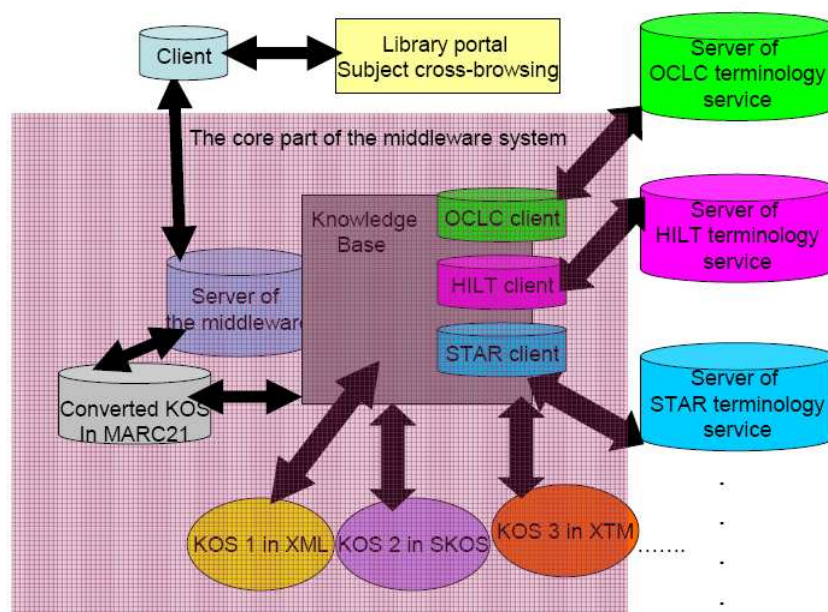 Client
Library portal
Subject cross-browsing
Server of
OCLC terminology
service
The core part of the middleware system
Knowledge
Base
OCLC client
Server of
HILT terminology
service
HILT client
Server of
the middleware
STAR client
Server of
STAR terminology
service
Converted KOS
In MARC21
KOS 1 in XML
KOS 2 in SKOS
KOS 3 in XTM
.......